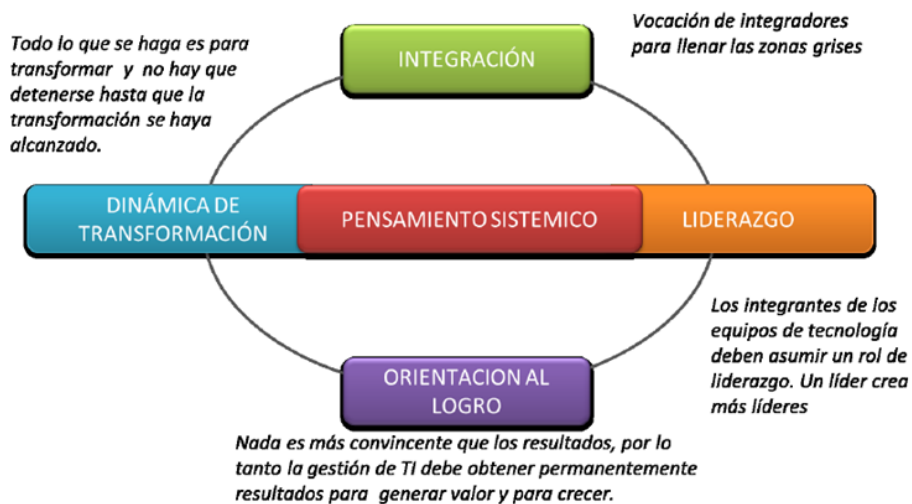 Todo lo que se haga es para
transformar y no hay que
detenerse hasta que la
transformación se haya
alcanzado.
INTEGRACIÓN
Vocación de integradores
para llenar las zonas grises
DINÁMICA DE
TRANSFORMACIÓN
PENSAMIENTO SISTEMICO
LIDERAZGO
Los integrantes de los
equipos de tecnología
deben asumir un rol de
liderazgo. Un líder crea
más líderes
ORIENTACION AL
LOGRO
Nada es más convincente que los resultados, por lo
tanto la gestión de TI debe obtener permanentemente
resultados para generar valor y para crecer.